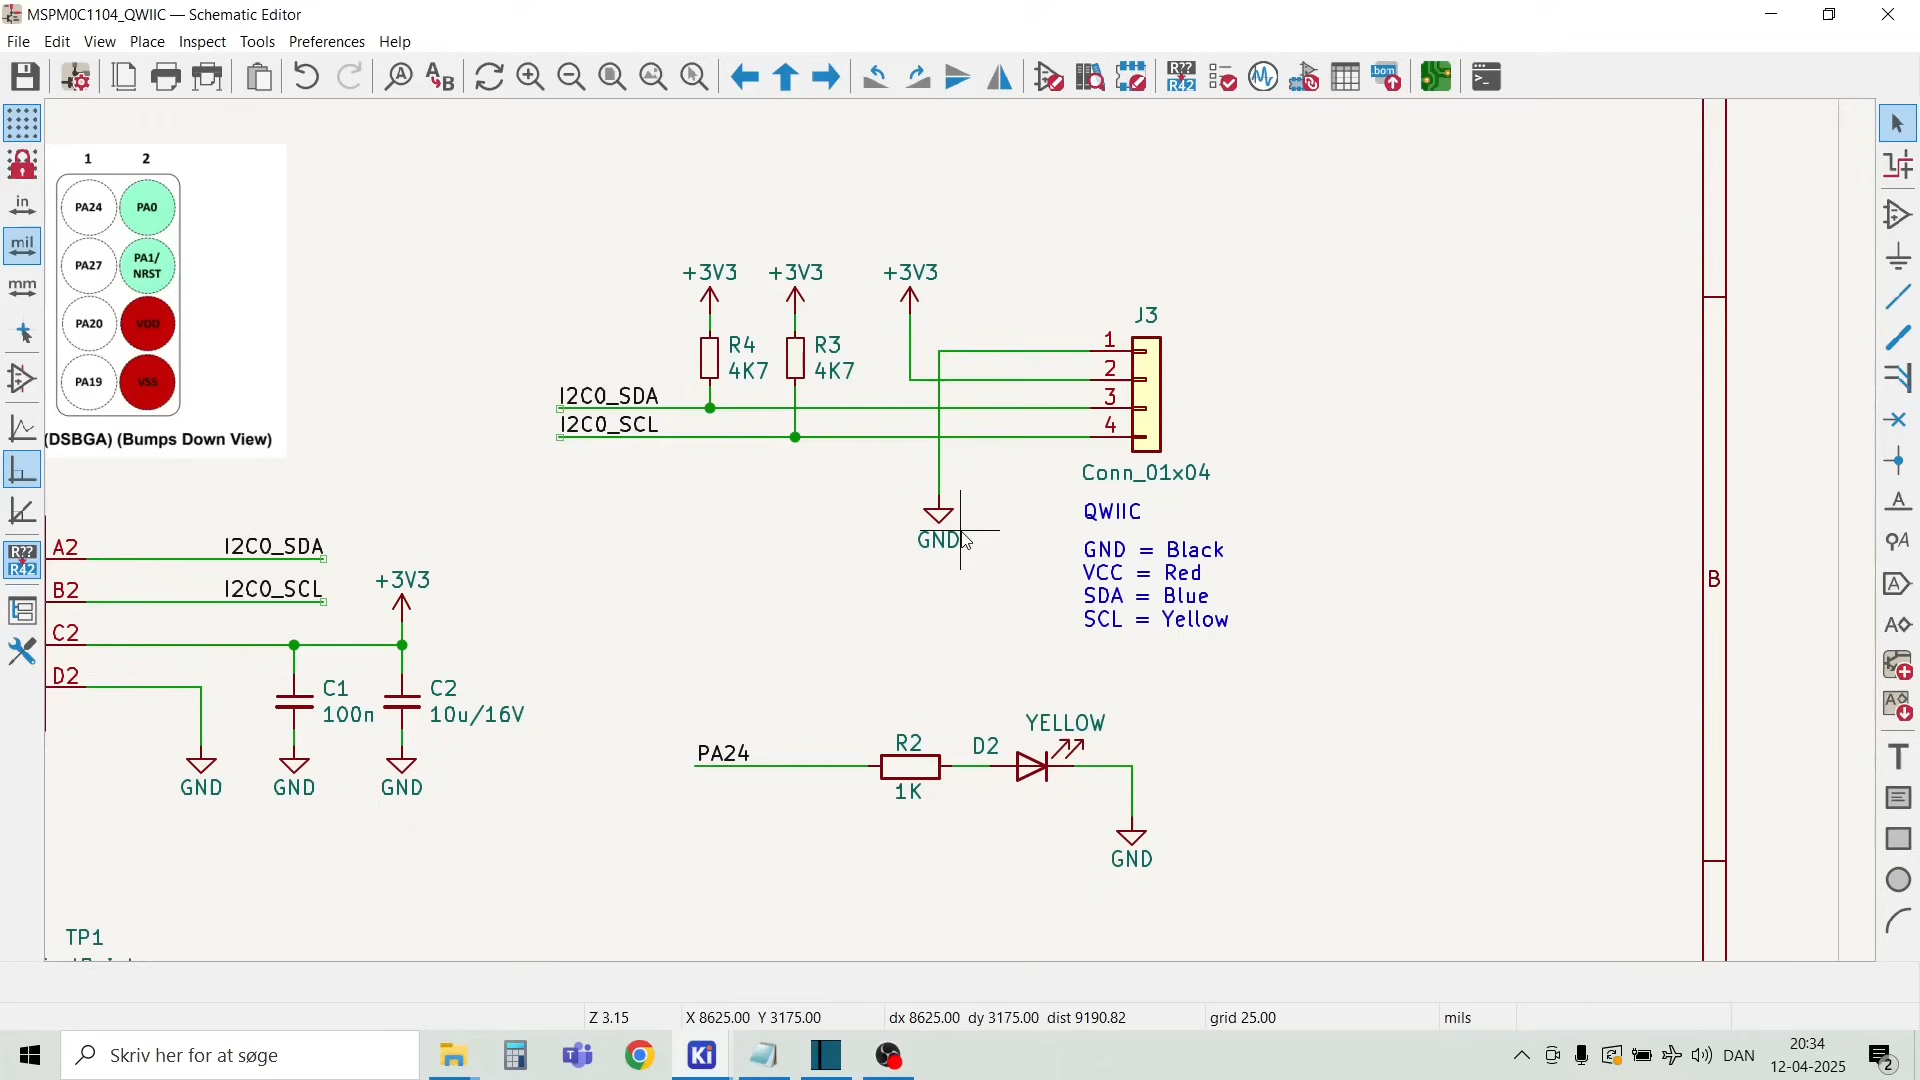 MSPM0C1104_QWIIC — Schematic Editor
File Edit View Place Inspect Tools Preferences Help
in
mil
mm
1 2
PA24 PA0
PA27 PA1/
NRST
PA20 VDD
PA19 VSS
(DSBGA) (Bumps Down View)
+3V3 +3V3 +3V3
R4 R3
4K7 4K7
J3
1
2
3
4
I2C0_SDA
I2C0_SCL
Conn_01x04
GND
QWIIC
GND = Black
VCC = Red
SDA = Blue
SCL = Yellow
A2 I2C0_SDA
B2 I2C0_SCL
C2
D2
+3V3
C1 C2
100n 10u/16V
GND GND GND
PA24
R2
1K
D2
YELLOW
GND
TP1
B
Z 3.15 X 8625.00 Y 3175.00 dx 8625.00 dy 3175.00 dist 9190.82 grid 25.00 mils
Skriv her for at søge
DAN
20:34
12-04-2025
2